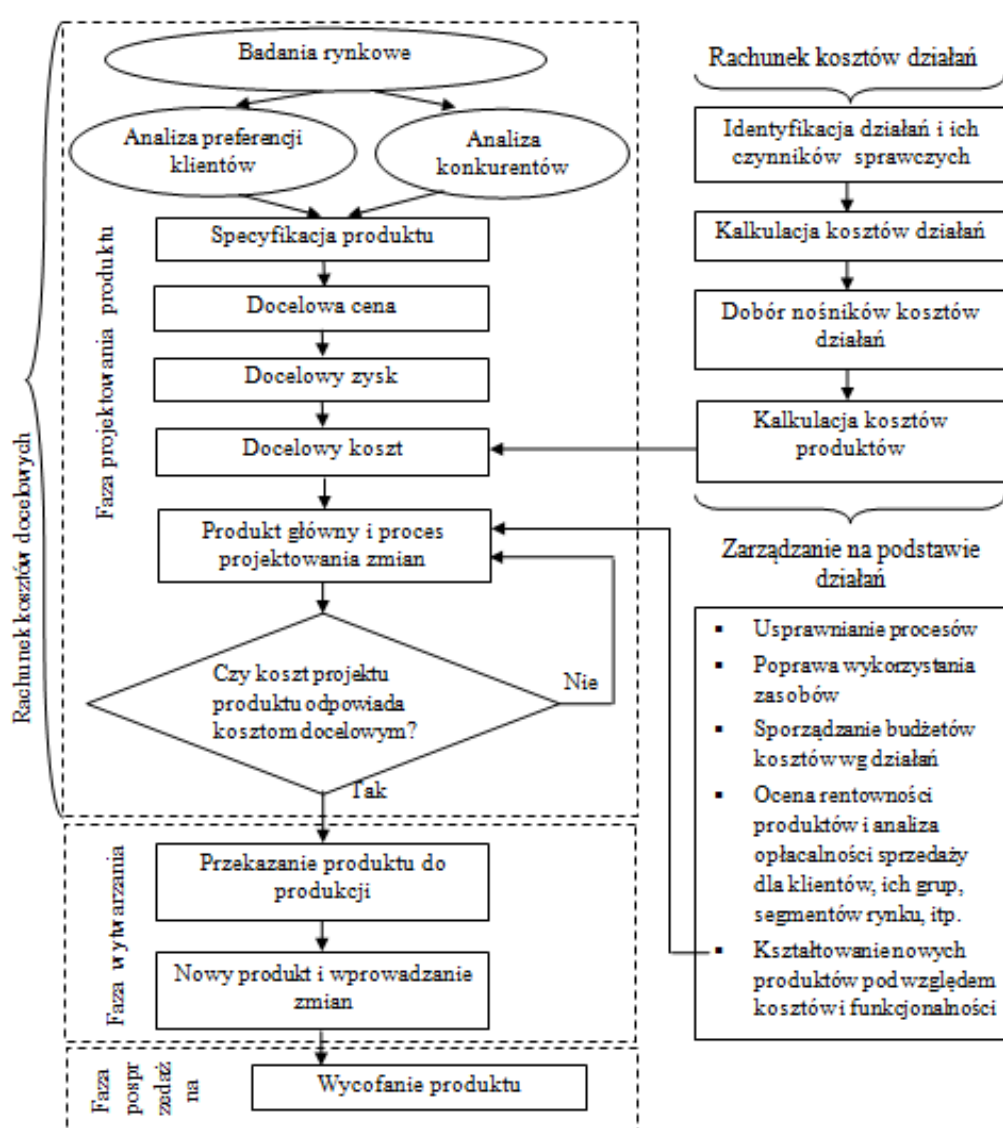 Rachunek kosztów docelowych
Faza projektowania produktu
Badania rynkowe
Analiza preferencji
klientów
Analiza
konkurentów
Specyfikacja produktu
Docelowa cena
Docelowy zysk
Docelowy koszt
Produkt główny i proces
projektowania zmian
Czy koszt projektu
produktu odpowiada
kosztom docelowym?
Nie
Tak
Faza wytwarzania
Przekazanie produktu do
produkcji
Nowy produkt i wprowadzanie
zmian
Faza
pospr
zedaż
na
Wycofanie produktu
Rachunek kosztów działań
Identyfikacja działań i ich
czynników sprawczych
Kalkulacja kosztów działań
Dobór nośników kosztów
działań
Kalkulacja kosztów
produktów
Zarządzanie na podstawie
działań
▪ Usprawnianie procesów
▪ Poprawa wykorzystania
zasobów
▪ Sporządzanie budżetów
kosztów wg działań
▪ Ocena rentowności
produktów i analiza
opłacalności sprzedaży
dla klientów, ich grup,
segmentów rynku, itp.
▪ Kształtowanie nowych
produktów pod względem
kosztów i funkcjonalności